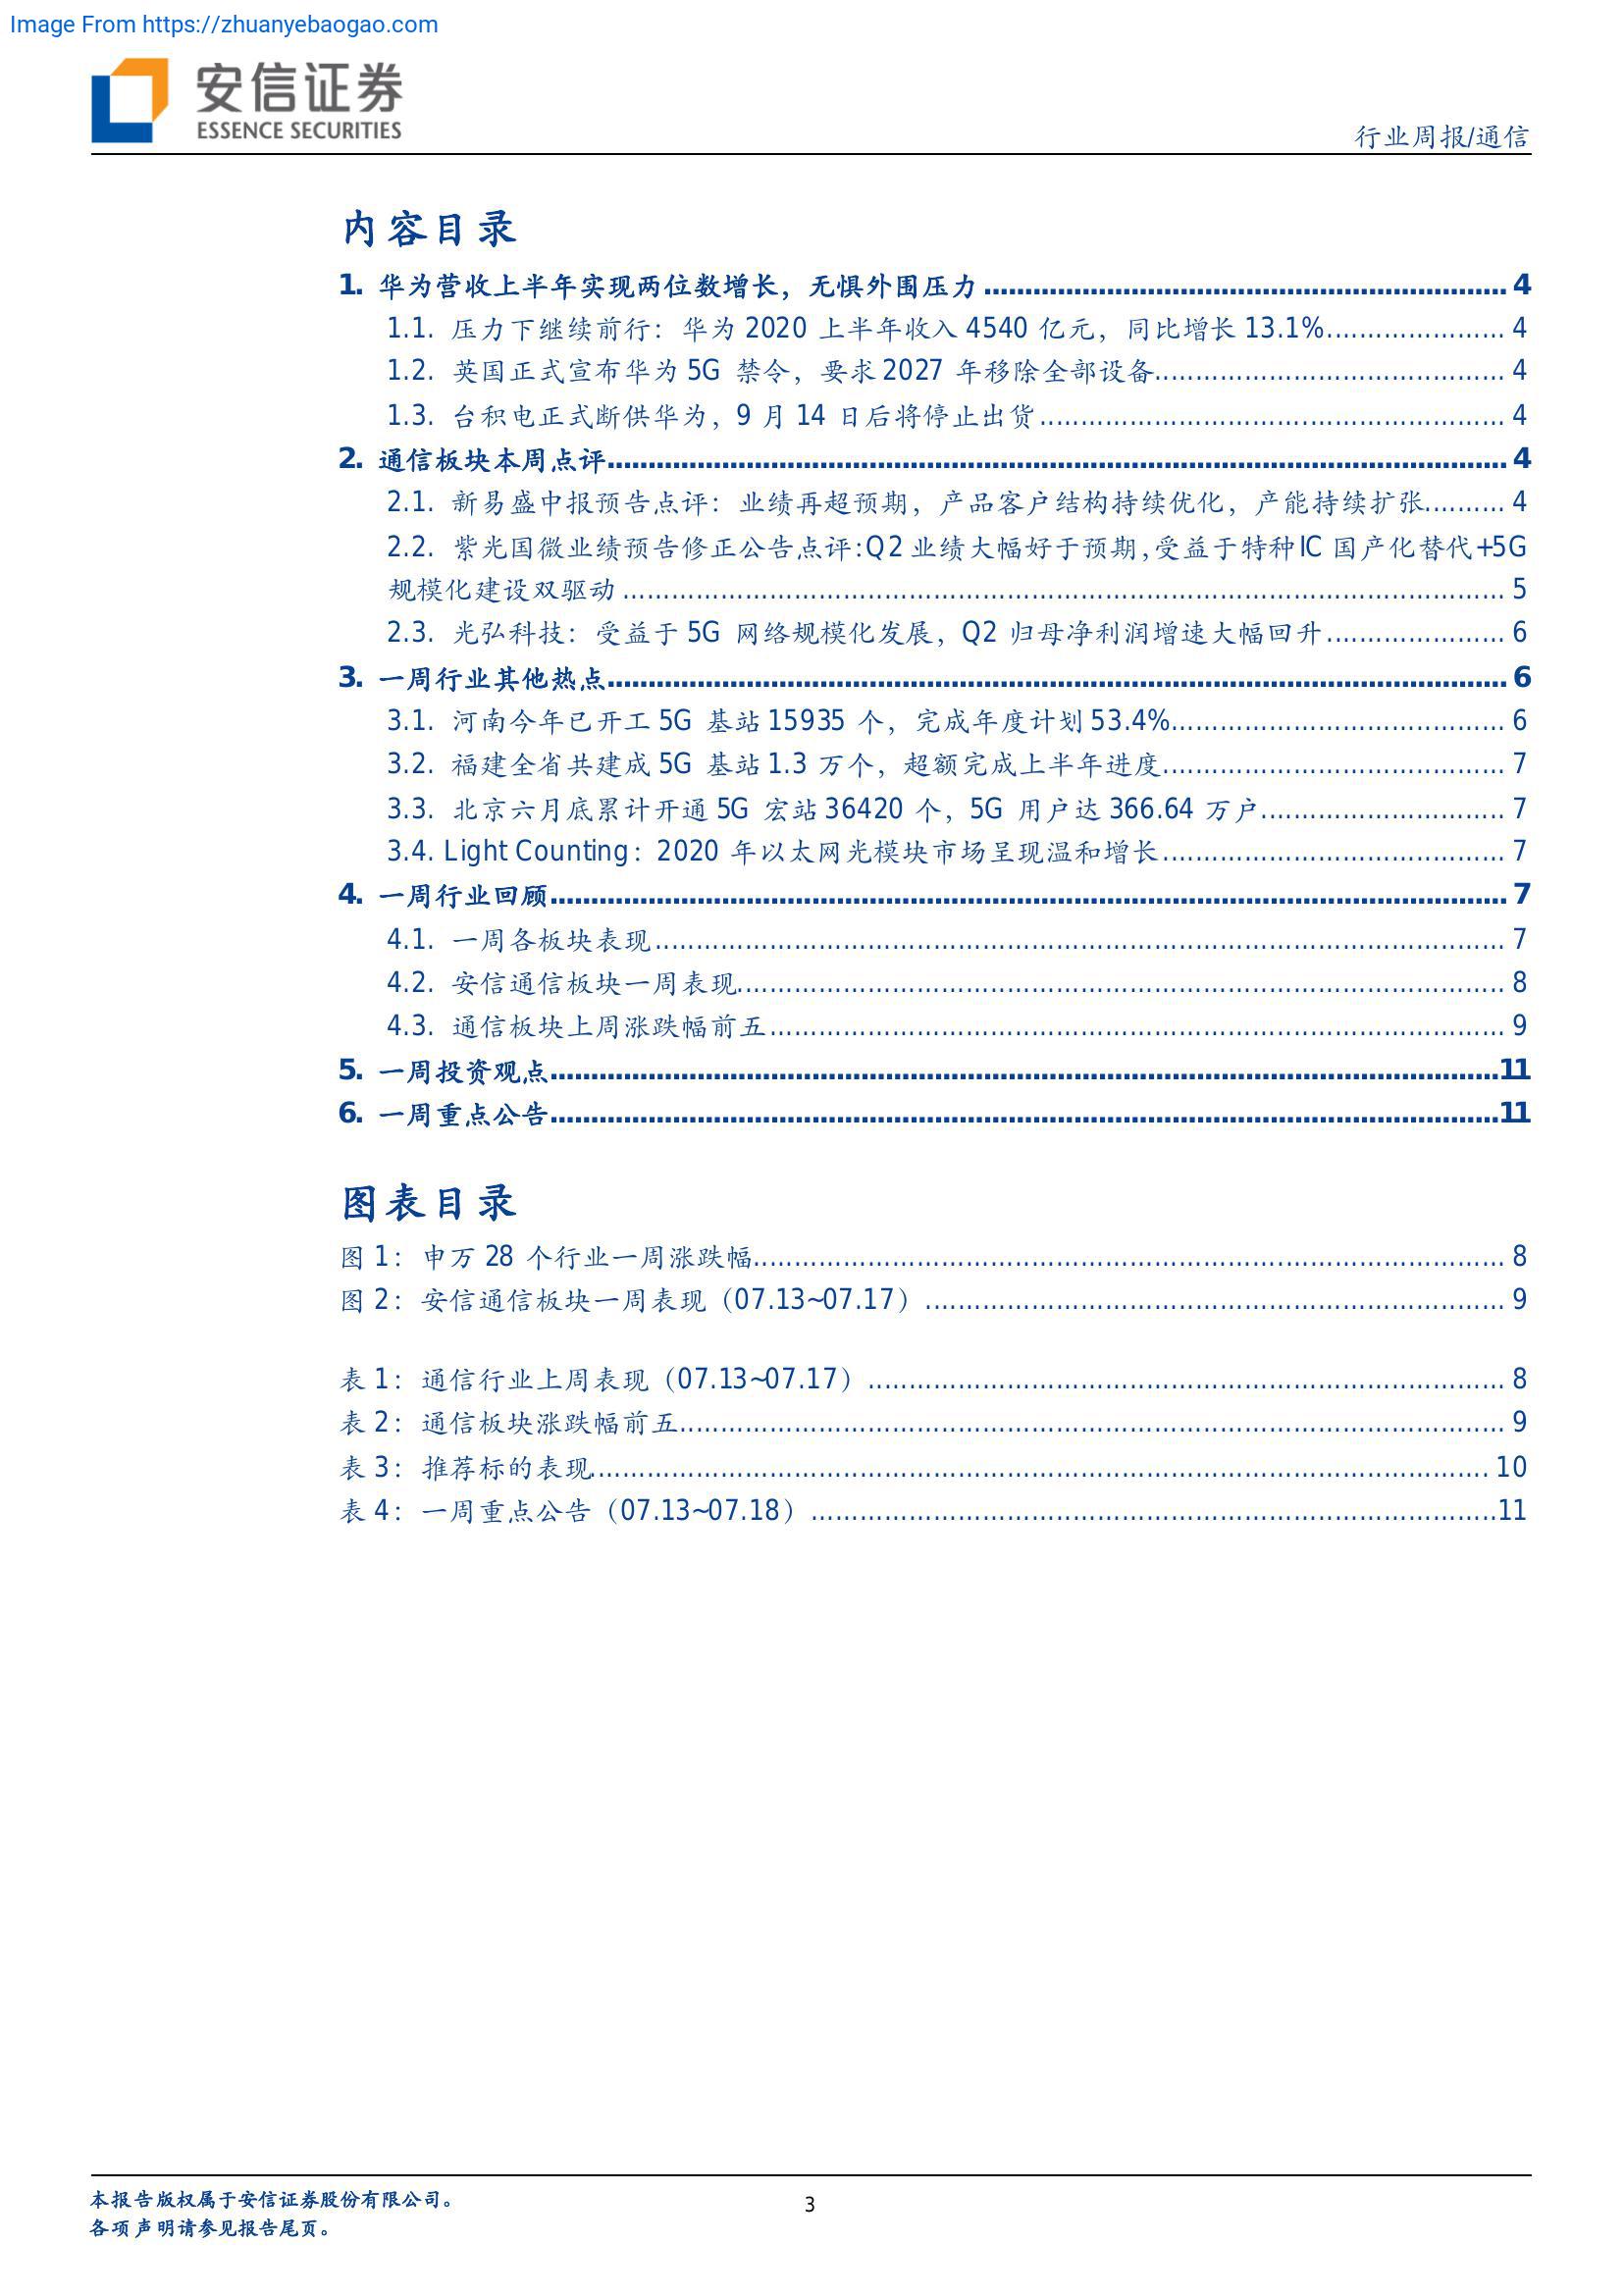 Image From https://zhuanyebaogao.com
安信证券
ESSENCE SECURITIES
行业周报/通信
内容目录
1. 华为营收上半年实现两位数增长，无惧外围压力 ........ 4
1.1. 压力下继续前行：华为 2020 上半年收入 4540 亿元，同比增长 13.1% ........ 4
1.2. 英国正式宣布华为 5G 禁令，要求 2027 年移除全部设备 ........ 4
1.3. 台积电正式断供华为，9 月 14 日后将停止出货 ........ 4
2. 通信板块本周点评 ........ 4
2.1. 新易盛中报预告点评：业绩再超预期，产品客户结构持续优化，产能持续扩张 ........ 4
2.2. 紫光国微业绩预告修正公告点评:Q2 业绩大幅好于预期,受益于特种 IC 国产化替代+5G
规模化建设双驱动 ........ 5
2.3. 光弘科技：受益于 5G 网络规模化发展，Q2 归母净利润增速大幅回升 ........ 6
3. 一周行业其他热点 ........ 6
3.1. 河南今年已开工 5G 基站 15935 个，完成年度计划 53.4% ........ 6
3.2. 福建全省共建成 5G 基站 1.3 万个，超额完成上半年进度 ........ 7
3.3. 北京六月底累计开通 5G 宏站 36420 个，5G 用户达 366.64 万户 ........ 7
3.4. Light Counting：2020 年以太网光模块市场呈现温和增长 ........ 7
4. 一周行业回顾 ........ 7
4.1. 一周各板块表现 ........ 7
4.2. 安信通信板块一周表现 ........ 8
4.3. 通信板块上周涨跌幅前五 ........ 9
5. 一周投资观点 ........ 11
6. 一周重点公告 ........ 11
图表目录
图 1：申万 28 个行业一周涨跌幅 ........ 8
图 2：安信通信板块一周表现（07.13~07.17） ........ 9
表 1：通信行业上周表现（07.13~07.17） ........ 8
表 2：通信板块涨跌幅前五 ........ 9
表 3：推荐标的表现 ........ 10
表 4：一周重点公告（07.13~07.18） ........ 11
本报告版权属于安信证券股份有限公司。
3
各项声明请参见报告尾页。